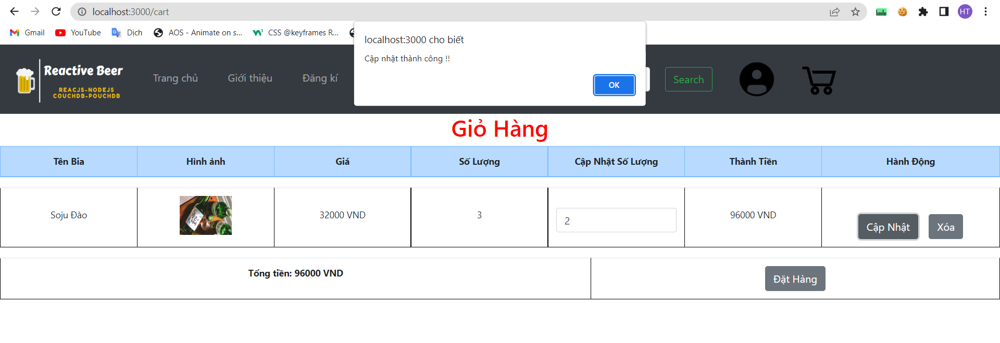 localhost:3000/cart
HT
Gmail
YouTube
Dịch
AOS - Animate on s...
CSS @keyframes R...
localhost:3000 cho biết
Cập nhật thành công !!
OK
Reactive Beer
REACJS-NODEJS
COUCHDB-POUCHDB
Trang chủ
Giới thiệu
Đăng kí
Search
Giỏ Hàng
Tên Bia
Hình ảnh
Giá
Số Lượng
Cập Nhật Số Lượng
Thành Tiền
Hành Động
Soju Đào
32000 VND
3
2
96000 VND
Cập Nhật
Xóa
Tổng tiền: 96000 VND
Đặt Hàng